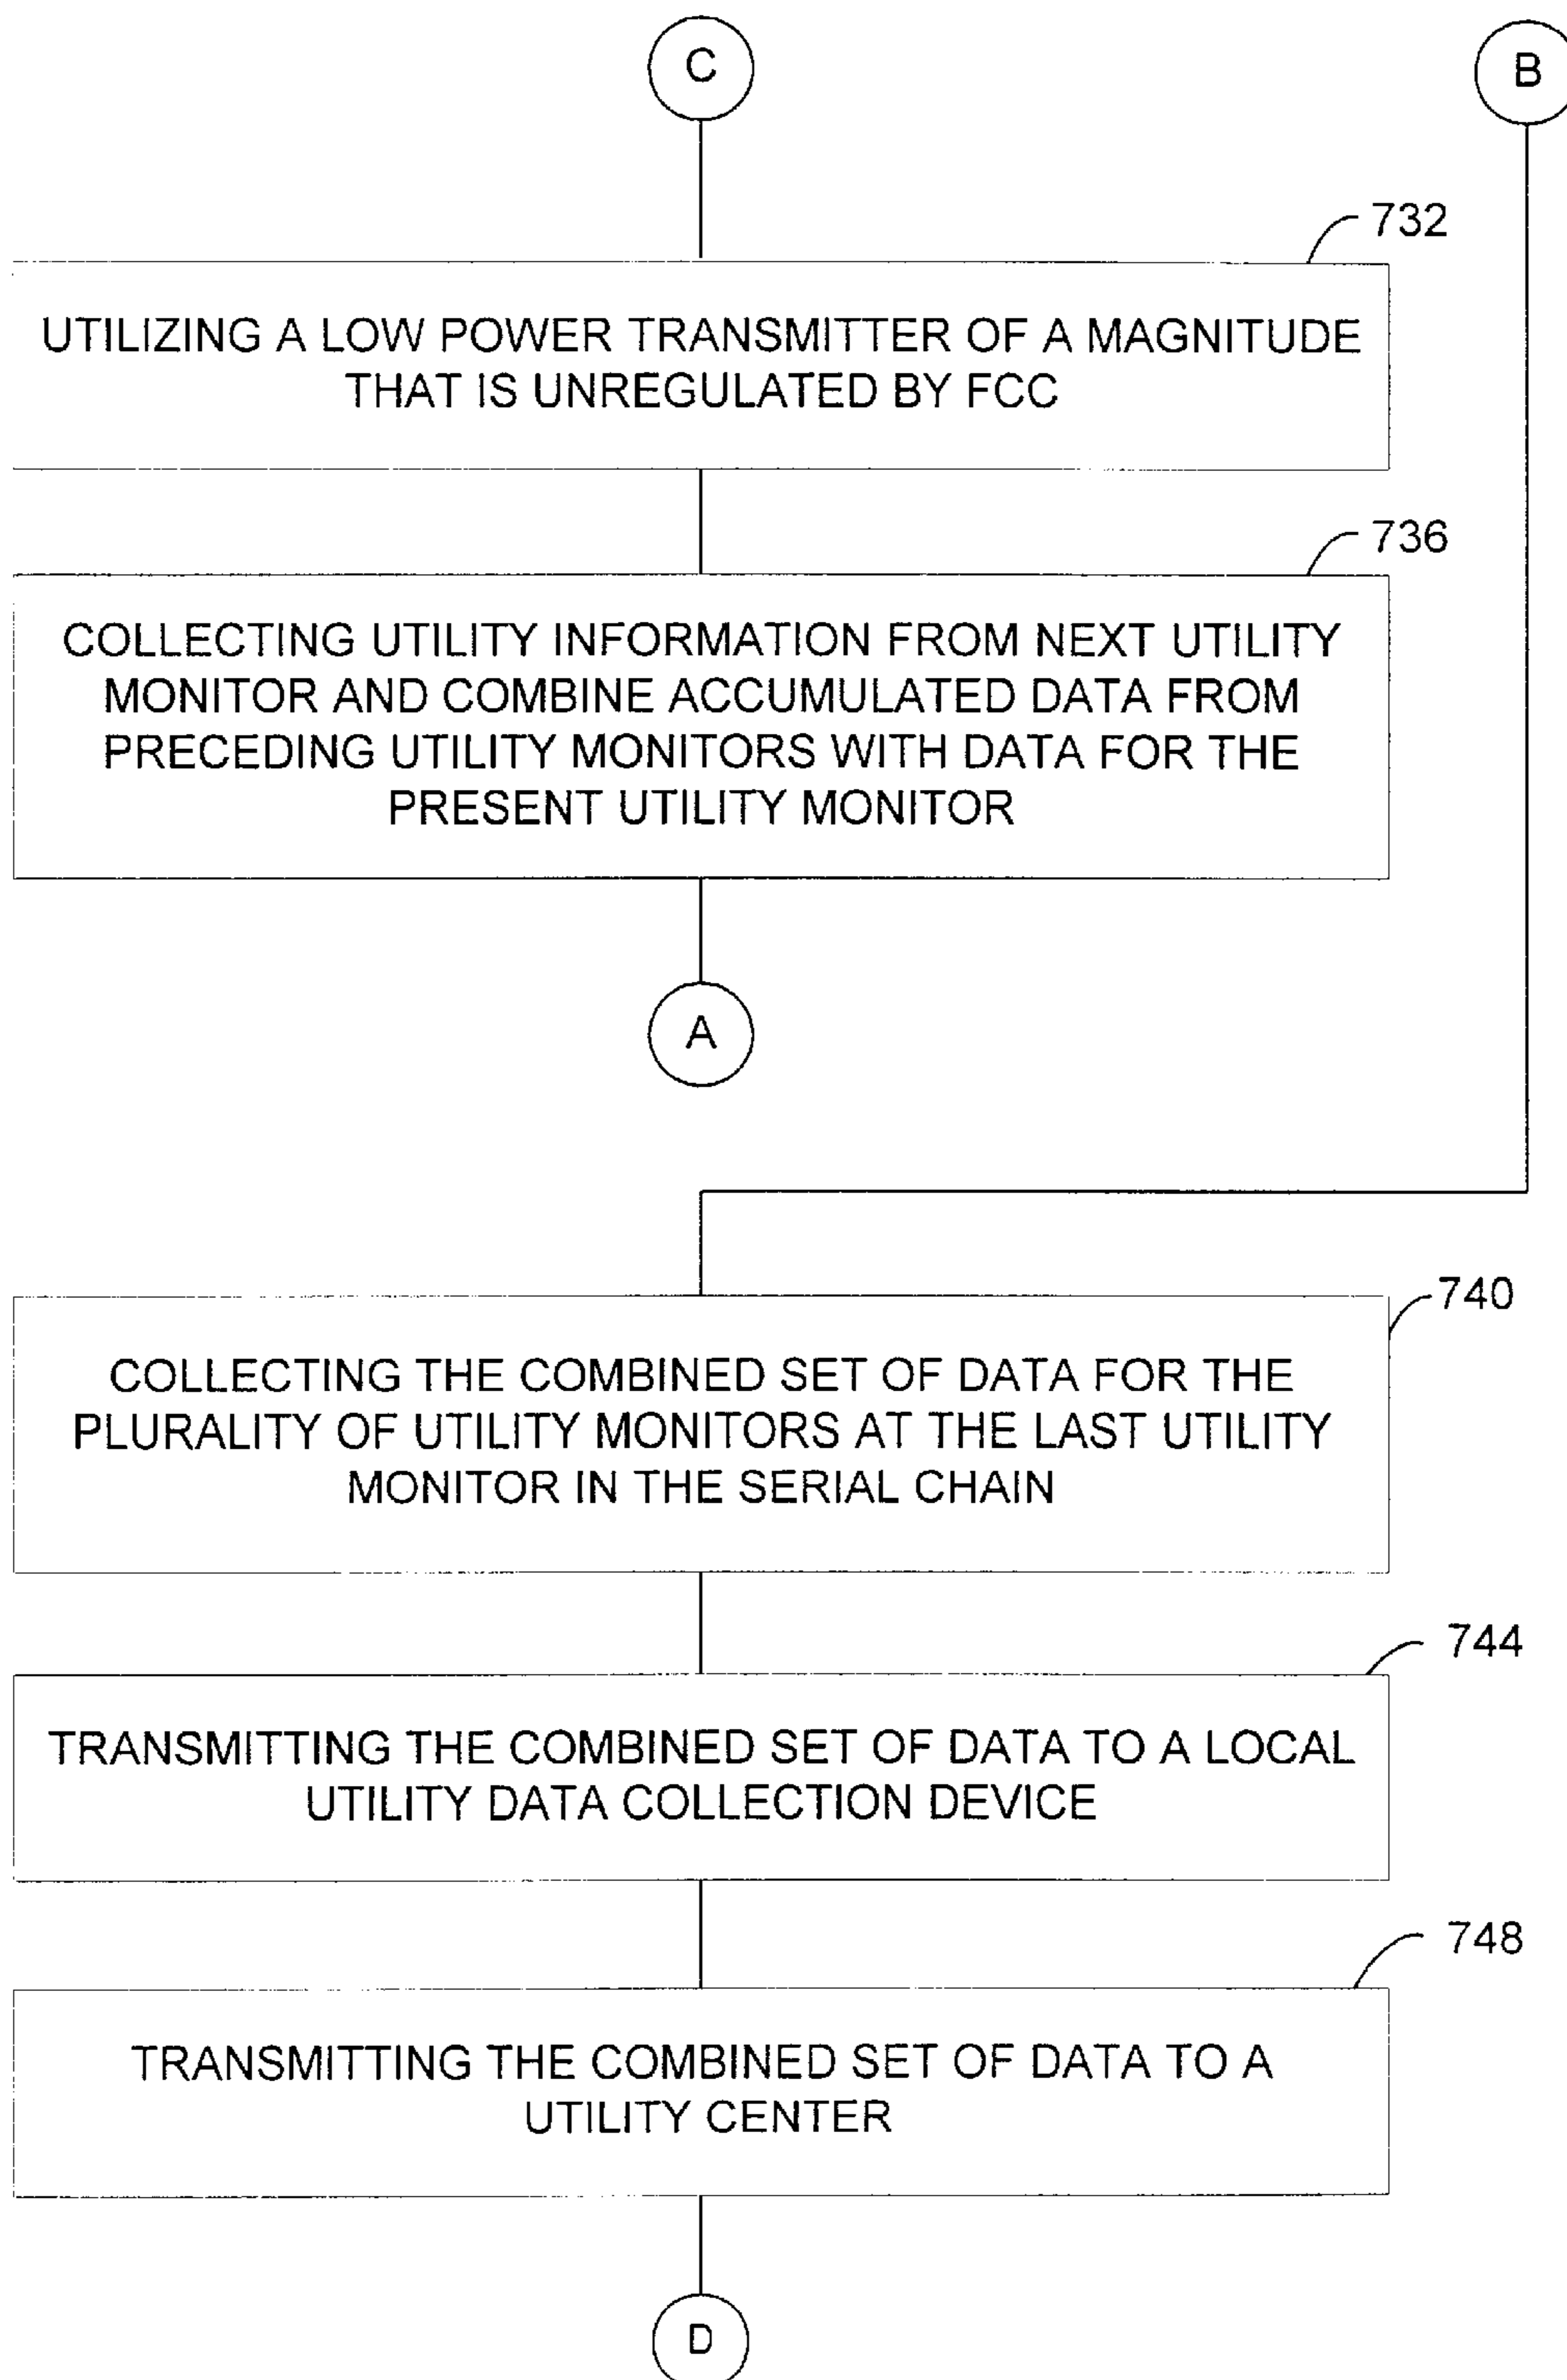 C
B
732
UTILIZING A LOW POWER TRANSMITTER OF A MAGNITUDE
THAT IS UNREGULATED BY FCC
736
COLLECTING UTILITY INFORMATION FROM NEXT UTILITY
MONITOR AND COMBINE ACCUMULATED DATA FROM
PRECEDING UTILITY MONITORS WITH DATA FOR THE
PRESENT UTILITY MONITOR
A
740
COLLECTING THE COMBINED SET OF DATA FOR THE
PLURALITY OF UTILITY MONITORS AT THE LAST UTILITY
MONITOR IN THE SERIAL CHAIN
744
TRANSMITTING THE COMBINED SET OF DATA TO A LOCAL
UTILITY DATA COLLECTION DEVICE
748
TRANSMITTING THE COMBINED SET OF DATA TO A
UTILITY CENTER
D